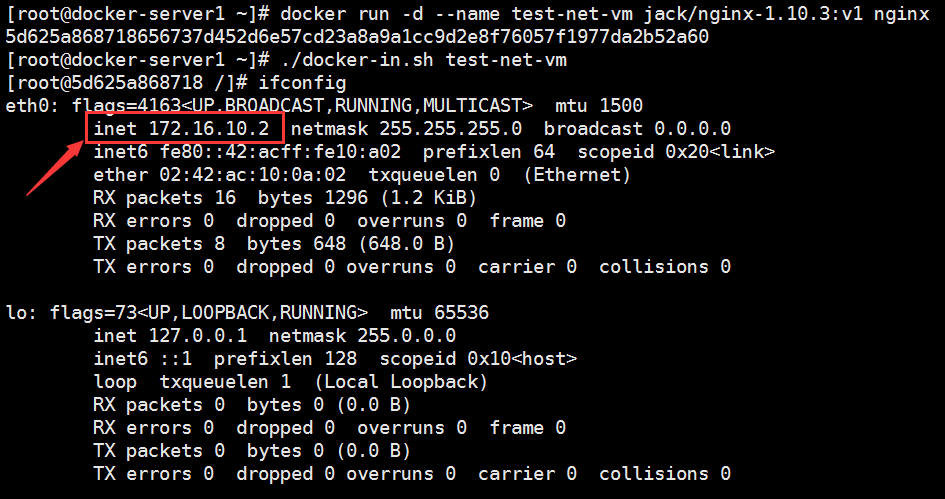 [root@docker-server1 ~]# docker run -d --name test-net-vm jack/nginx-1.10.3:v1 nginx
5d625a868718656737d452d6e57cd23a8a9a1cc9d2e8f76057f1977da2b52a60
[root@docker-server1 ~]# ./docker-in.sh test-net-vm
[root@5d625a868718 /]# ifconfig
eth0: flags=4163<UP,BROADCAST,RUNNING,MULTICAST>  mtu 1500
        inet 172.16.10.2  netmask 255.255.255.0  broadcast 0.0.0.0
        inet6 fe80::42:acff:fe10:a02  prefixlen 64  scopeid 0x20<link>
        ether 02:42:ac:10:0a:02  txqueuelen 0  (Ethernet)
        RX packets 16  bytes 1296 (1.2 KiB)
        RX errors 0  dropped 0  overruns 0  frame 0
        TX packets 8  bytes 648 (648.0 B)
        TX errors 0  dropped 0 overruns 0  carrier 0  collisions 0

lo: flags=73<UP,LOOPBACK,RUNNING>  mtu 65536
        inet 127.0.0.1  netmask 255.0.0.0
        inet6 ::1  prefixlen 128  scopeid 0x10<host>
        loop  txqueuelen 1  (Local Loopback)
        RX packets 0  bytes 0 (0.0 B)
        RX errors 0  dropped 0  overruns 0  frame 0
        TX packets 0  bytes 0 (0.0 B)
        TX errors 0  dropped 0 overruns 0  carrier 0  collisions 0